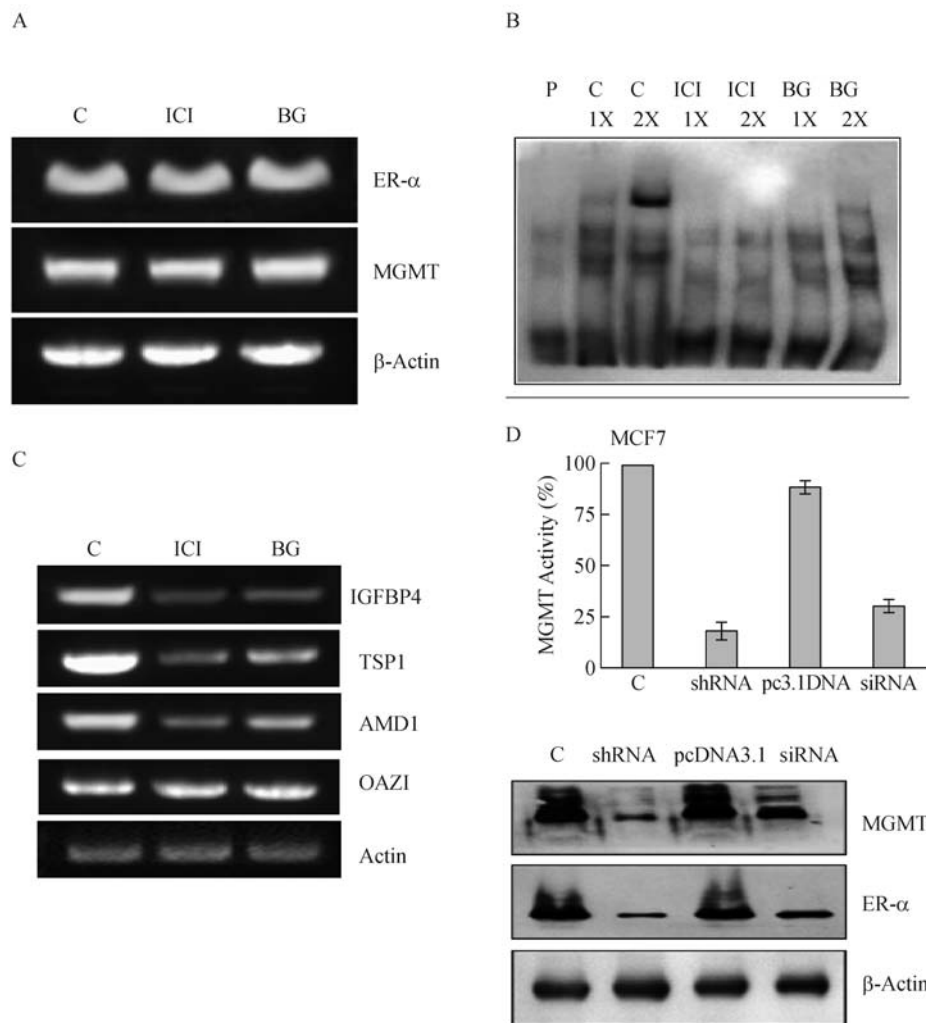 A
C ICI BG
ER-α
MGMT
β-Actin
B
P C C ICI ICI BG BG
1X 2X 1X 2X 1X 2X
C
C ICI BG
IGFBP4
TSP1
AMD1
OAZI
Actin
D
MCF7
MGMT Activity (%)
100
75
50
25
0
C shRNA pc3.1DNA siRNA
C shRNA pcDNA3.1 siRNA
MGMT
ER-α
β-Actin